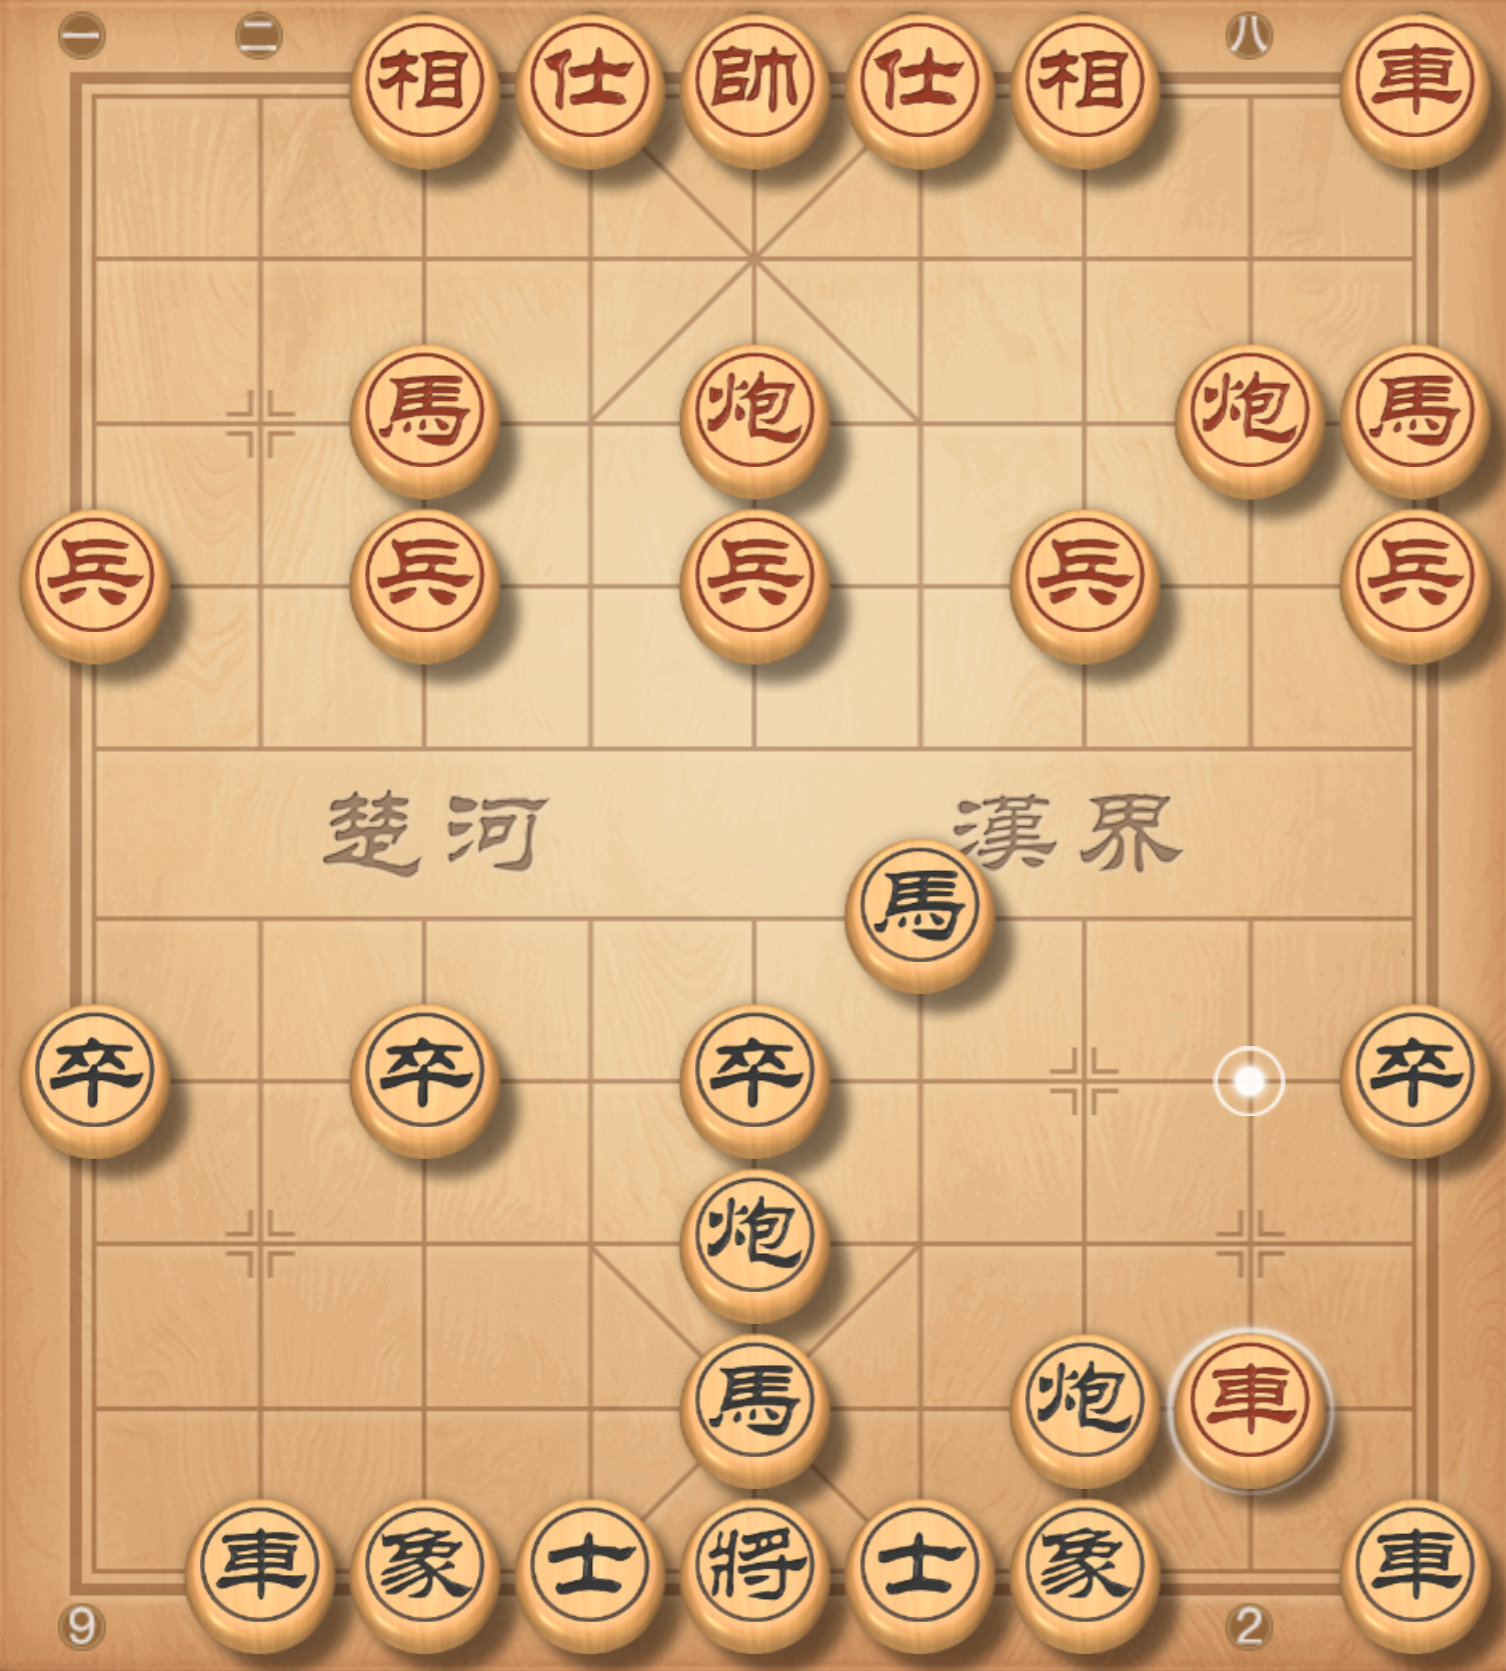 一 二 八
相 仕 帥 仕 相 車
馬 炮 炮 馬
兵 兵 兵 兵 兵
楚河 漢界
馬
卒 卒 卒 卒
炮
馬 炮 車
車 象 士 將 士 象 車
9 2